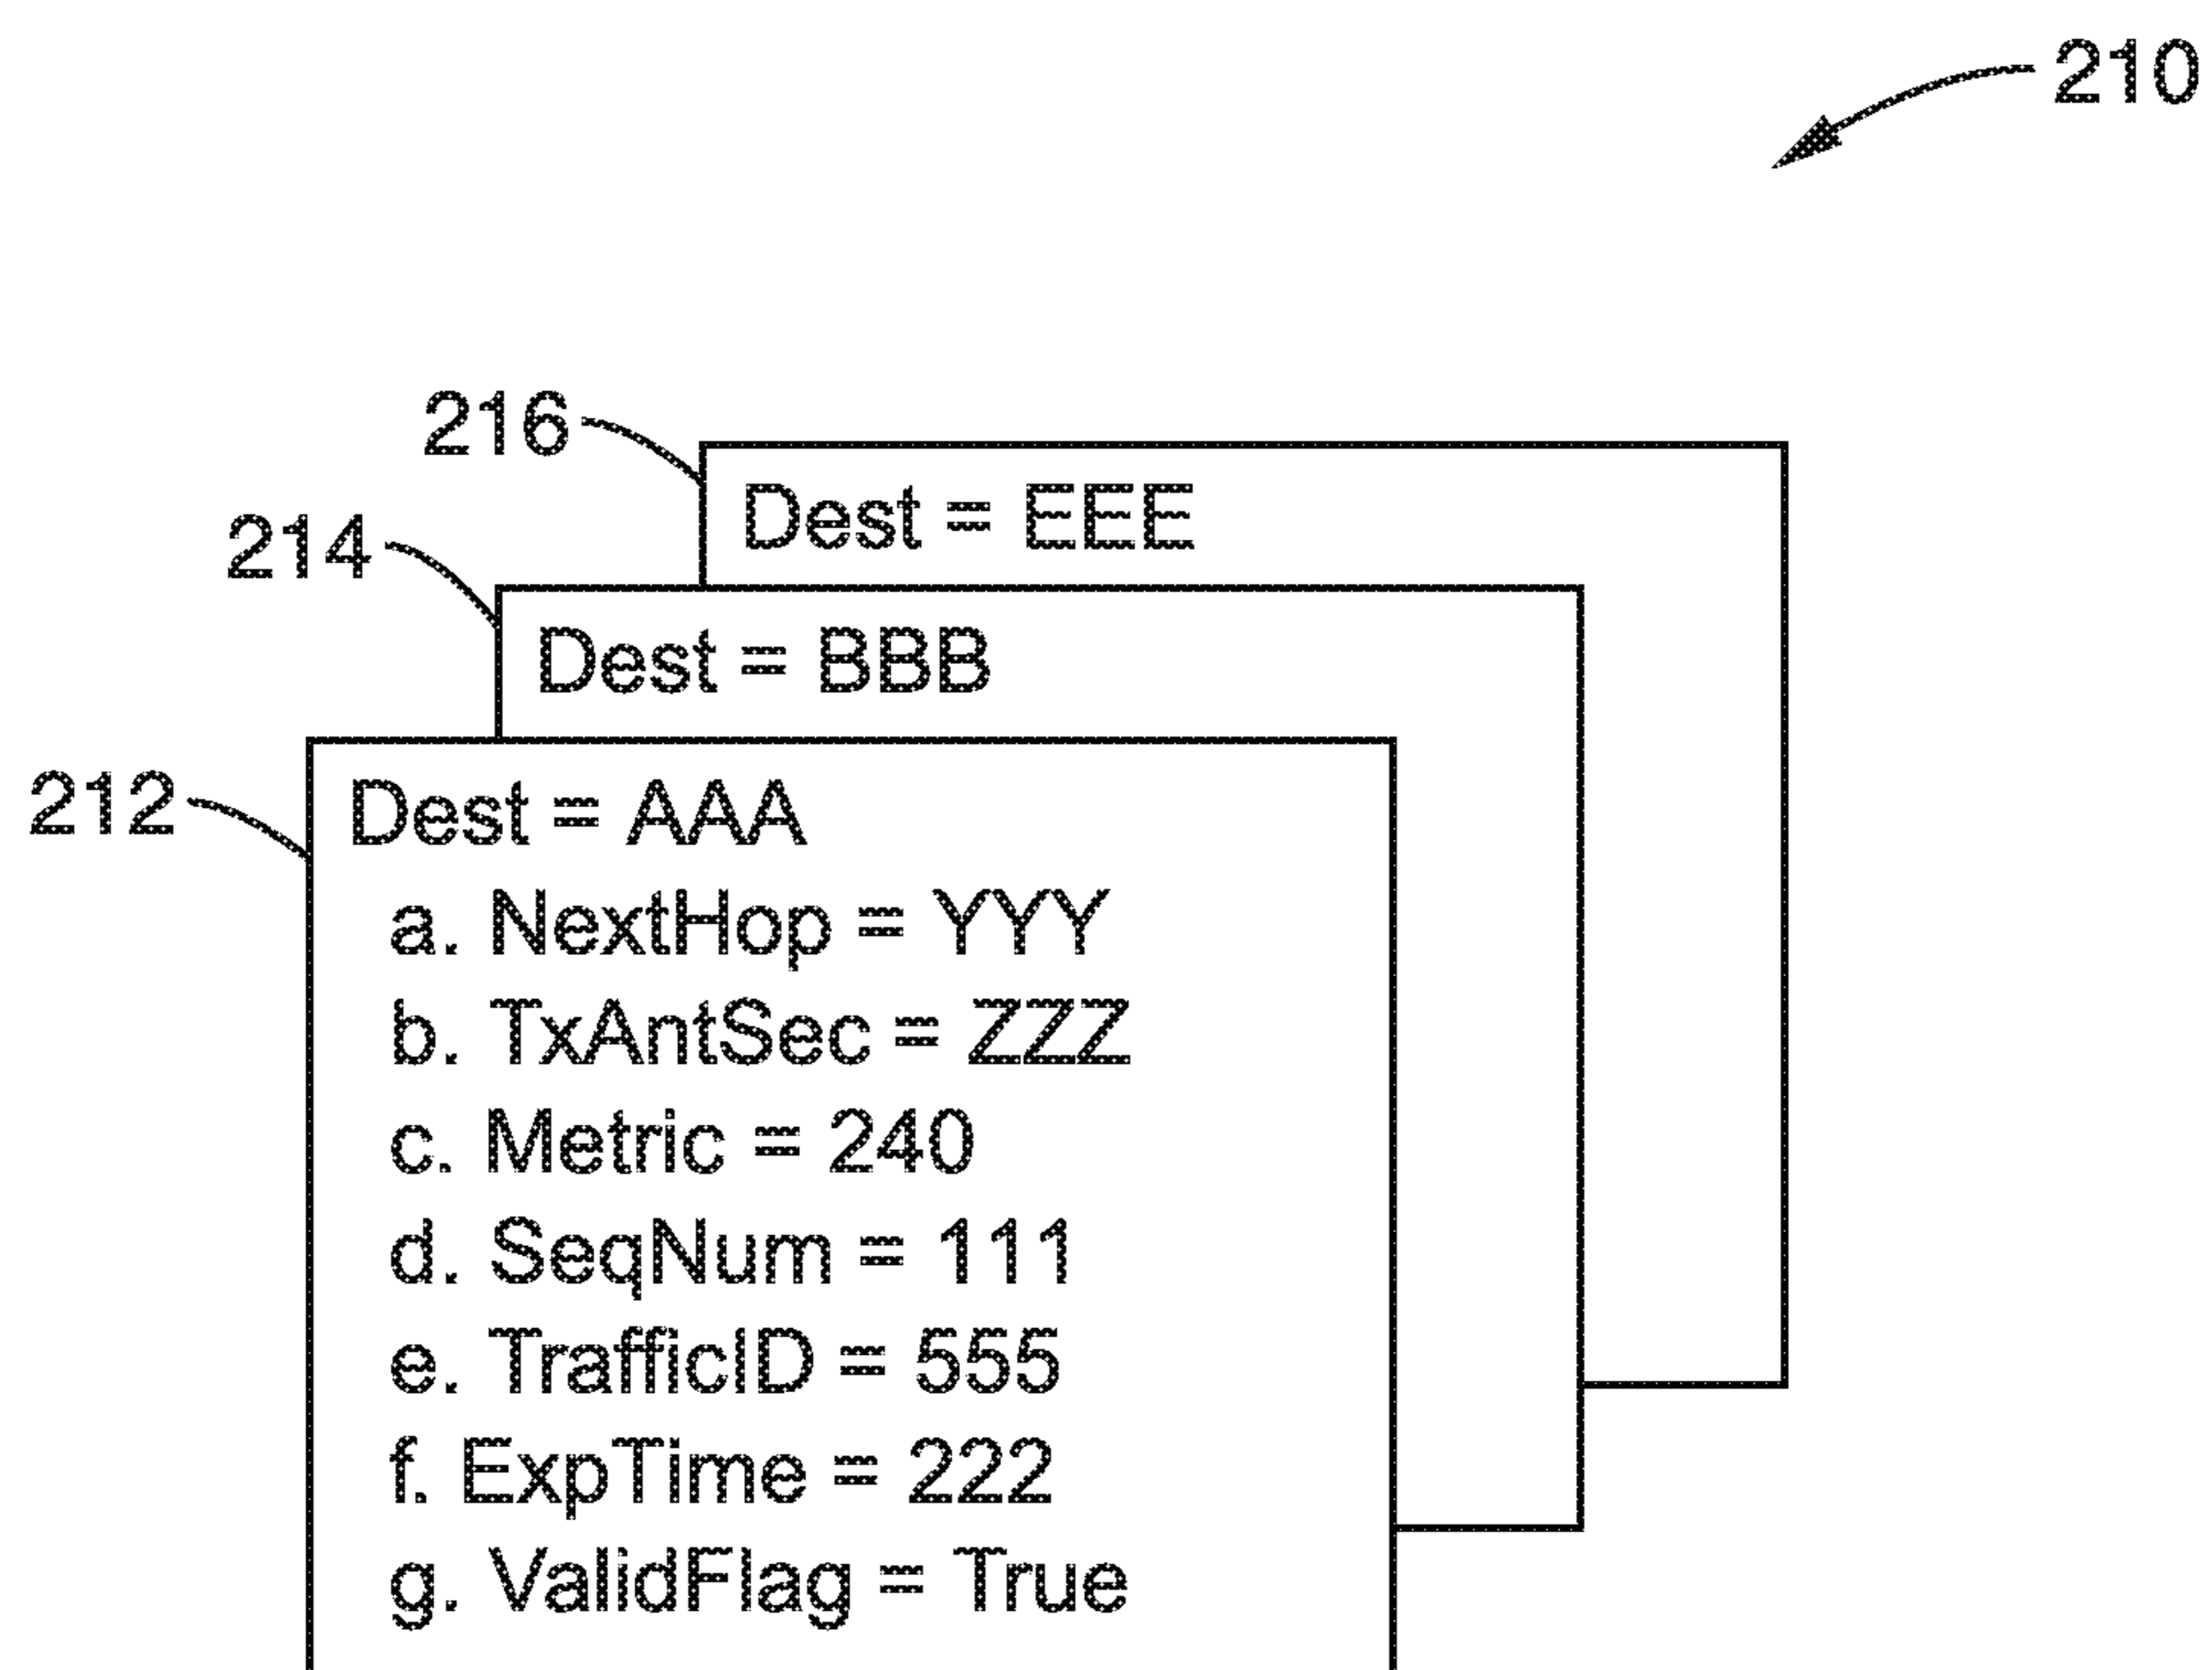 210
216
Dest = EEE
214
Dest = BBB
212
Dest = AAA
a. NextHop = YYY
b. TxAntSec = ZZZ
c. Metric = 240
d. SeqNum = 111
e. TrafficID = 555
f. ExpTime = 222
g. ValidFlag = True